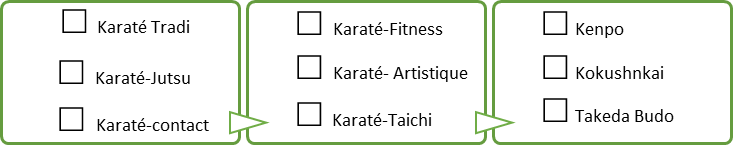 ☐ Karaté Tradi
☐ Karaté-Jutsu
☐ Karaté-contact
☐ Karaté-Fitness
☐ Karaté- Artistique
☐ Karaté-Taichi
☐ Kenpo
☐ Kokushnkai
☐ Takeda Budo